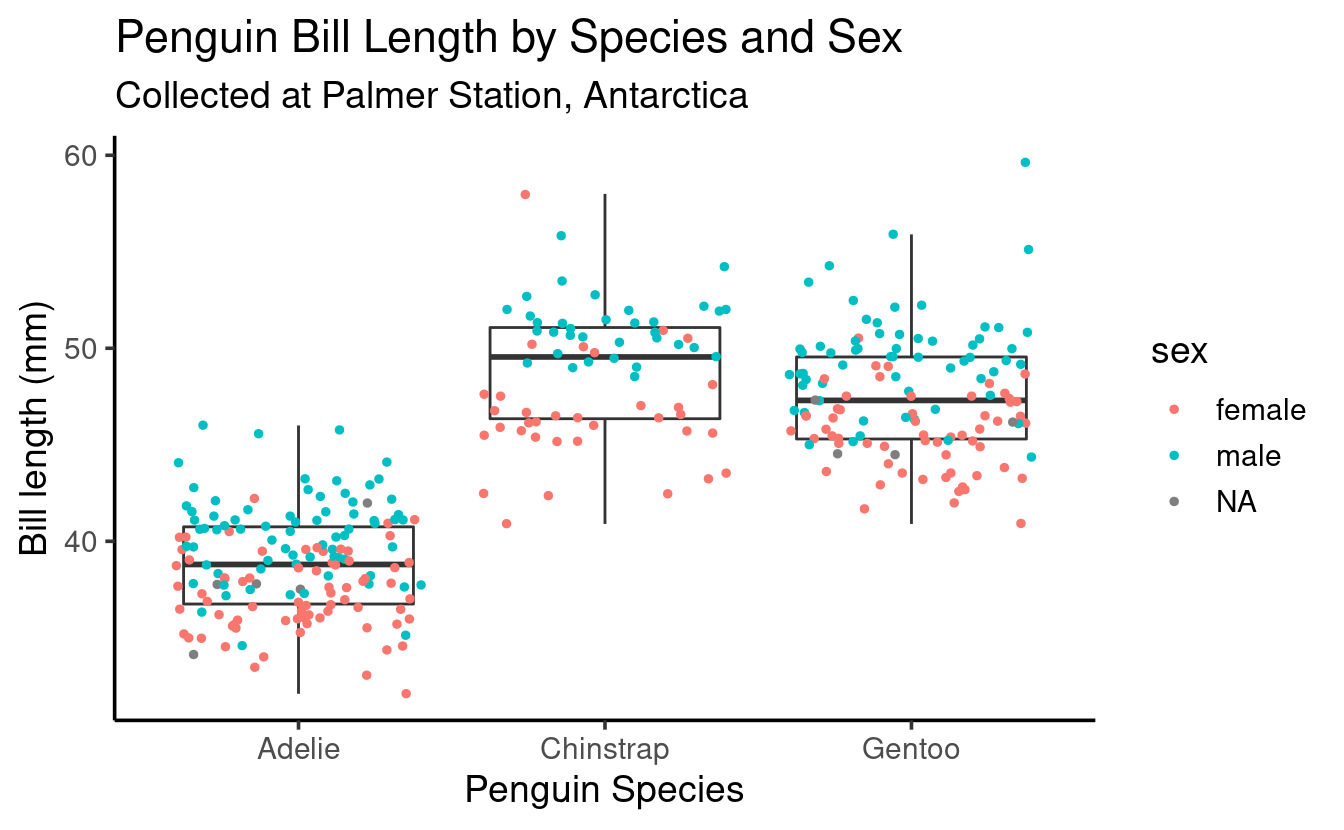 Penguin Bill Length by Species and Sex
Collected at Palmer Station, Antarctica
60
50
40
Bill length (mm)
Adelie
Chinstrap
Gentoo
Penguin Species
sex
female
male
NA